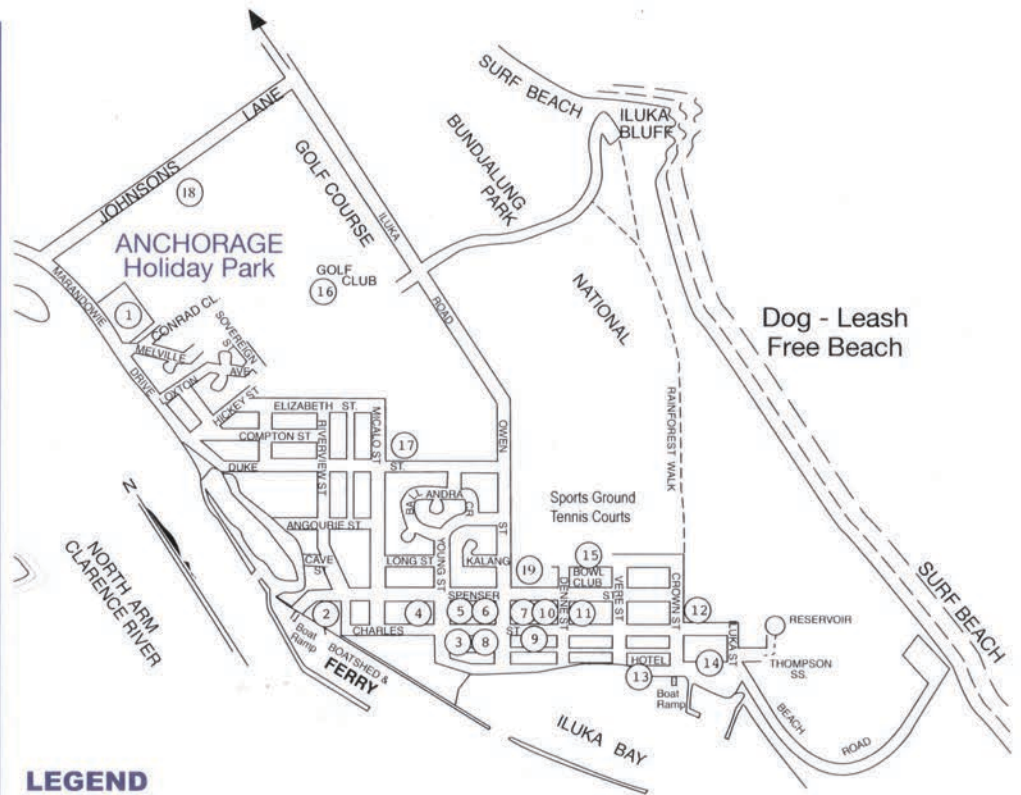 SURF BEACH
ILUKA
BLUFF
BUNDJALUNG
PARK
JOHNSONS LANE
GOLF COURSE
ILUKA
ROAD
18
ANCHORAGE
Holiday Park
GOLF
CLUB
16
NATIONAL
Dog - Leash
Free Beach
MARANDOWIE
DRIVE
1
CONRAD CL.
SOVEREIGN
S
MELVILLE
AVE
LOXTON
HICKEY ST
ELIZABETH ST.
MICALO ST
RIVERVIEW ST
COMPTON ST
17
OWEN
ST
RAINFOREST WALK
DUKE
ST.
BALL
ANDRA
CR
Sports Ground
Tennis Courts
N
NORTH ARM
CLARENCE RIVER
ANGOURIE ST.
CAVE
ST
LONG ST
YOUNG ST
KALANG
19
15
BOWL
CLUB
DENNE ST
VERE ST
CROWN ST
SPENSER
ST
2
4
5
6
7
10
11
12
ILUKA ST
RESERVOIR
Boat
Ramp
CHARLES
ST
3
8
9
BOATSHED &
FERRY
HOTEL
13
14
THOMPSON
SS.
Boat
Ramp
BEACH
ROAD
SURF BEACH
ILUKA BAY
LEGEND